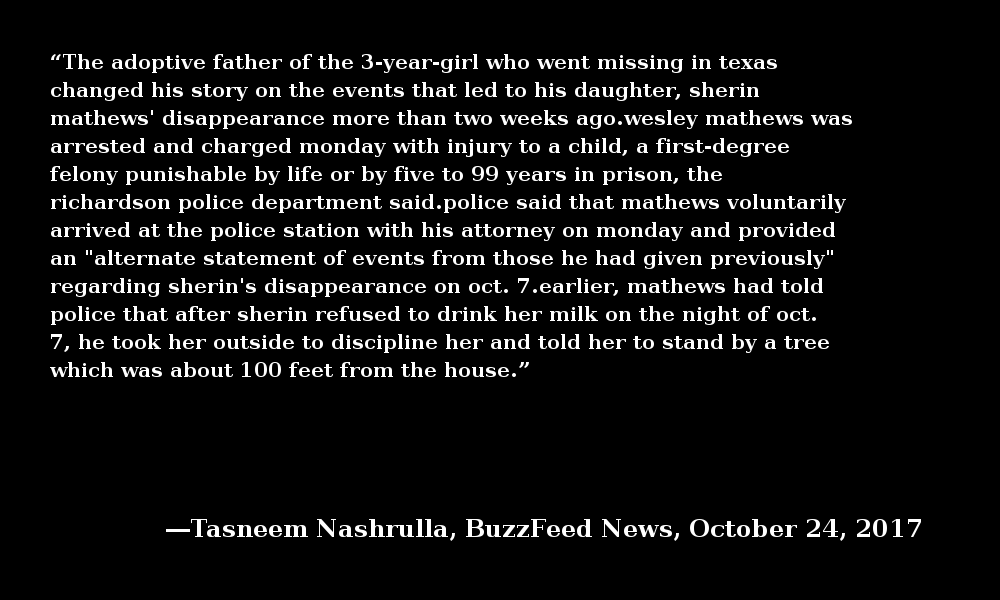 “The adoptive father of the 3-year-girl who went missing in texas
changed his story on the events that led to his daughter, sherin
mathews' disappearance more than two weeks ago.wesley mathews was
arrested and charged monday with injury to a child, a first-degree
felony punishable by life or by five to 99 years in prison, the
richardson police department said.police said that mathews voluntarily
arrived at the police station with his attorney on monday and provided
an "alternate statement of events from those he had given previously"
regarding sherin's disappearance on oct. 7.earlier, mathews had told
police that after sherin refused to drink her milk on the night of oct.
7, he took her outside to discipline her and told her to stand by a tree
which was about 100 feet from the house.”
—Tasneem Nashrulla, BuzzFeed News, October 24, 2017